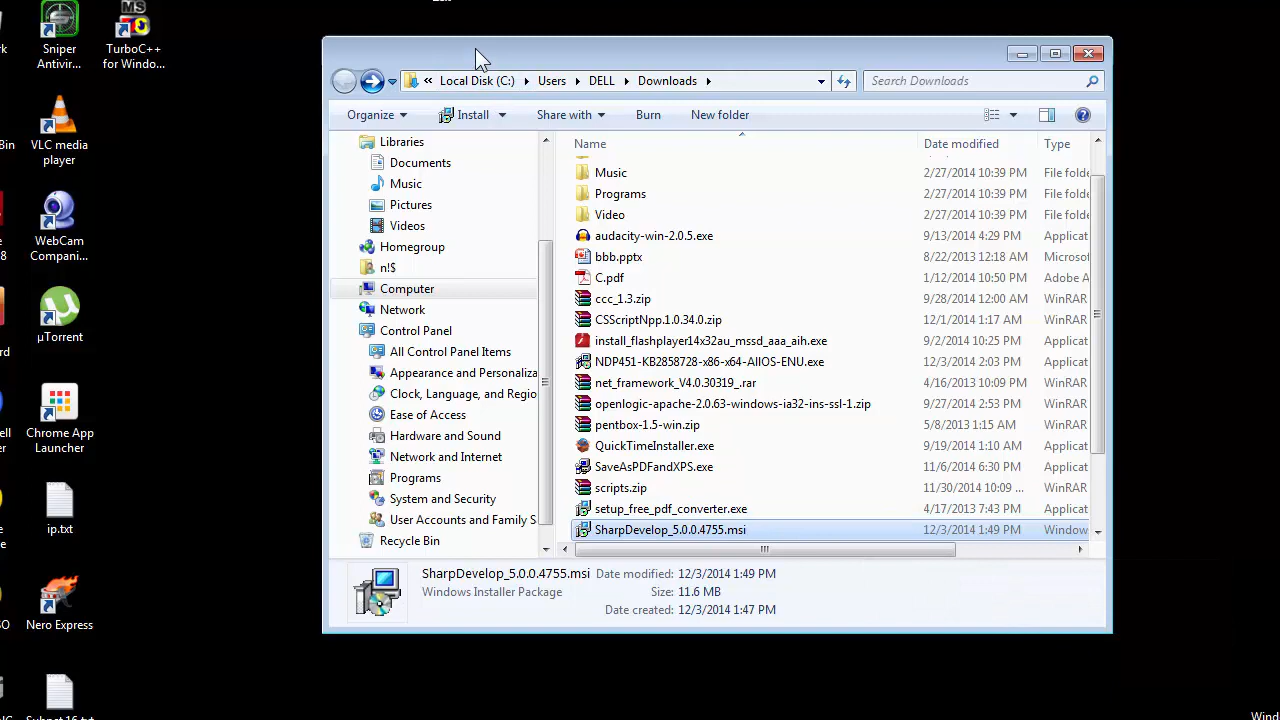 Sniper
Antivir...
MS
TurboC++
for Windo...
VLC media
player
Bin
WebCam
Compani...
8
µTorrent
rd
Chrome App
Launcher
ell
er
ip.txt
e
ne
Nero Express
SO
Subnet 16.txt
« Local Disk (C:) Users DELL Downloads
Search Downloads
Organize Install Share with Burn New folder
Libraries
Documents
Music
Pictures
Videos
Homegroup
n!$
Computer
Network
Control Panel
All Control Panel Items
Appearance and Personaliza
Clock, Language, and Regio
Ease of Access
Hardware and Sound
Network and Internet
Programs
System and Security
User Accounts and Family S
Recycle Bin
Name Date modified Type
Music 2/27/2014 10:39 PM File folde
Programs 2/27/2014 10:39 PM File folde
Video 2/27/2014 10:39 PM File folde
audacity-win-2.0.5.exe 9/13/2014 4:29 PM Applicat
bbb.pptx 8/22/2013 12:18 AM Microsof
C.pdf 1/12/2014 10:50 PM Adobe A
ccc_1.3.zip 9/28/2014 12:00 AM WinRAR
CSScriptNpp.1.0.34.0.zip 12/1/2014 1:17 AM WinRAR
install_flashplayer14x32au_mssd_aaa_aih.exe 9/2/2014 10:25 PM Applicat
NDP451-KB2858728-x86-x64-AllOS-ENU.exe 12/3/2014 2:03 PM Applicat
net_framework_V4.0.30319_.rar 4/16/2013 10:09 PM WinRAR
openlogic-apache-2.0.63-windows-ia32-ins-ssl-1.zip 9/27/2014 2:53 PM WinRAR
pentbox-1.5-win.zip 5/8/2013 1:15 AM WinRAR
QuickTimeInstaller.exe 9/19/2014 1:10 AM Applicat
SaveAsPDFandXPS.exe 11/6/2014 6:30 PM Applicat
scripts.zip 11/30/2014 10:09 ... WinRAR
setup_free_pdf_converter.exe 4/17/2013 7:43 PM Applicat
SharpDevelop_5.0.0.4755.msi 12/3/2014 1:49 PM Window
SharpDevelop_5.0.0.4755.msi Date modified: 12/3/2014 1:49 PM
Windows Installer Package Size: 11.6 MB
Date created: 12/3/2014 1:47 PM
Wind